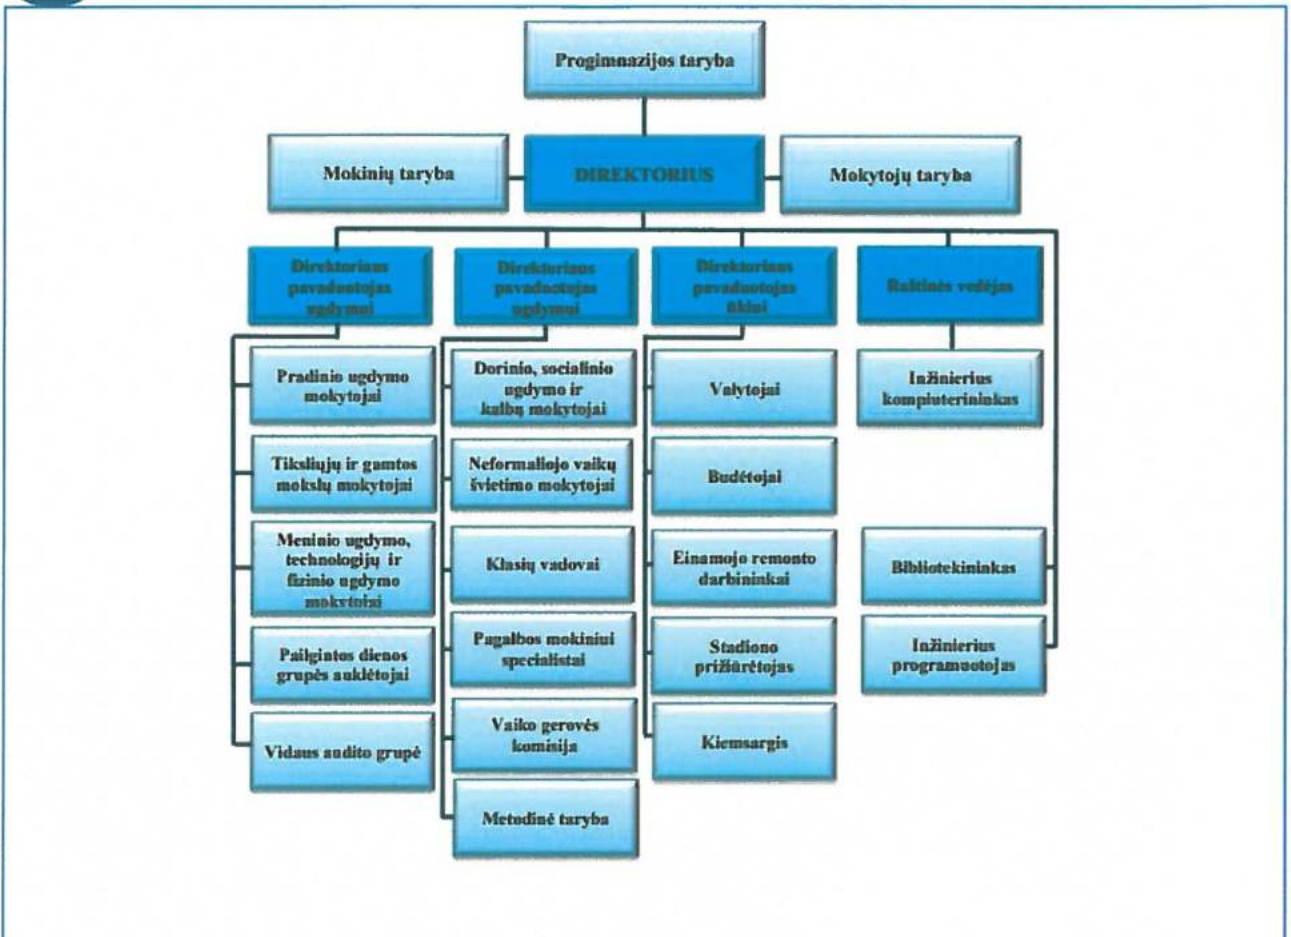 Progimnazijos taryba
Mokinių taryba
DIREKTORIUS
Mokytojų taryba
Direktoriaus
pavaduotojas
ugdymui
Direktoriaus
pavaduotojas
ugdymui
Direktoriaus
pavaduotojas
ūkiui
Raštinės vedėjas
Pradinio ugdymo
mokytojai
Tiksliųjų ir gamtos
mokslų mokytojai
Meninio ugdymo,
technologijų ir
fizinio ugdymo
mokytojai
Pailgintos dienos
grupės auklėtojai
Vidaus audito grupė
Dorinio, socialinio
ugdymo ir
kalbų mokytojai
Neformaliojo vaikų
švietimo mokytojai
Klasių vadovai
Pagalbos mokiniui
specialistai
Vaiko gerovės
komisija
Metodinė taryba
Valytojai
Budėtojai
Einamojo remonto
darbininkai
Stadiono
prižiūrėtojas
Kiemsargis
Inžinierius
kompiuterininkas
Bibliotekininkas
Inžinierius
programuotojas